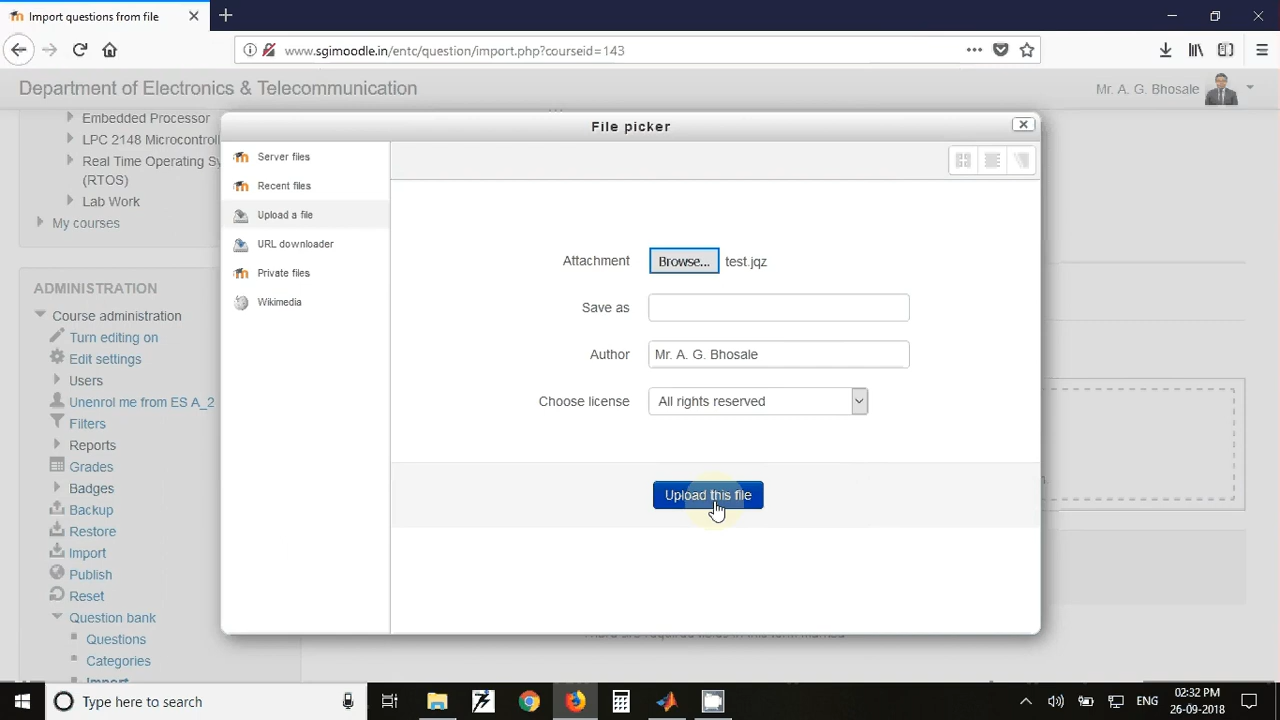 Import questions from file
www.sgimoodle.in/entc/question/import.php?courseid=143
Department of Electronics & Telecommunication
Mr. A. G. Bhosale
Embedded Processor
LPC 2148 Microcontroll
Real Time Operating Sy
(RTOS)
Lab Work
My courses
ADMINISTRATION
Course administration
Turn editing on
Edit settings
Users
Unenrol me from ES A_2
Filters
Reports
Grades
Badges
Backup
Restore
Import
Publish
Reset
Question bank
Questions
Categories
Import
File picker
Server files
Recent files
Upload a file
URL downloader
Private files
Wikimedia
Attachment
Browse...
test.jqz
Save as
Author
Mr. A. G. Bhosale
Choose license
All rights reserved
Upload this file
Type here to search
ENG
02:32 PM
26-09-2018